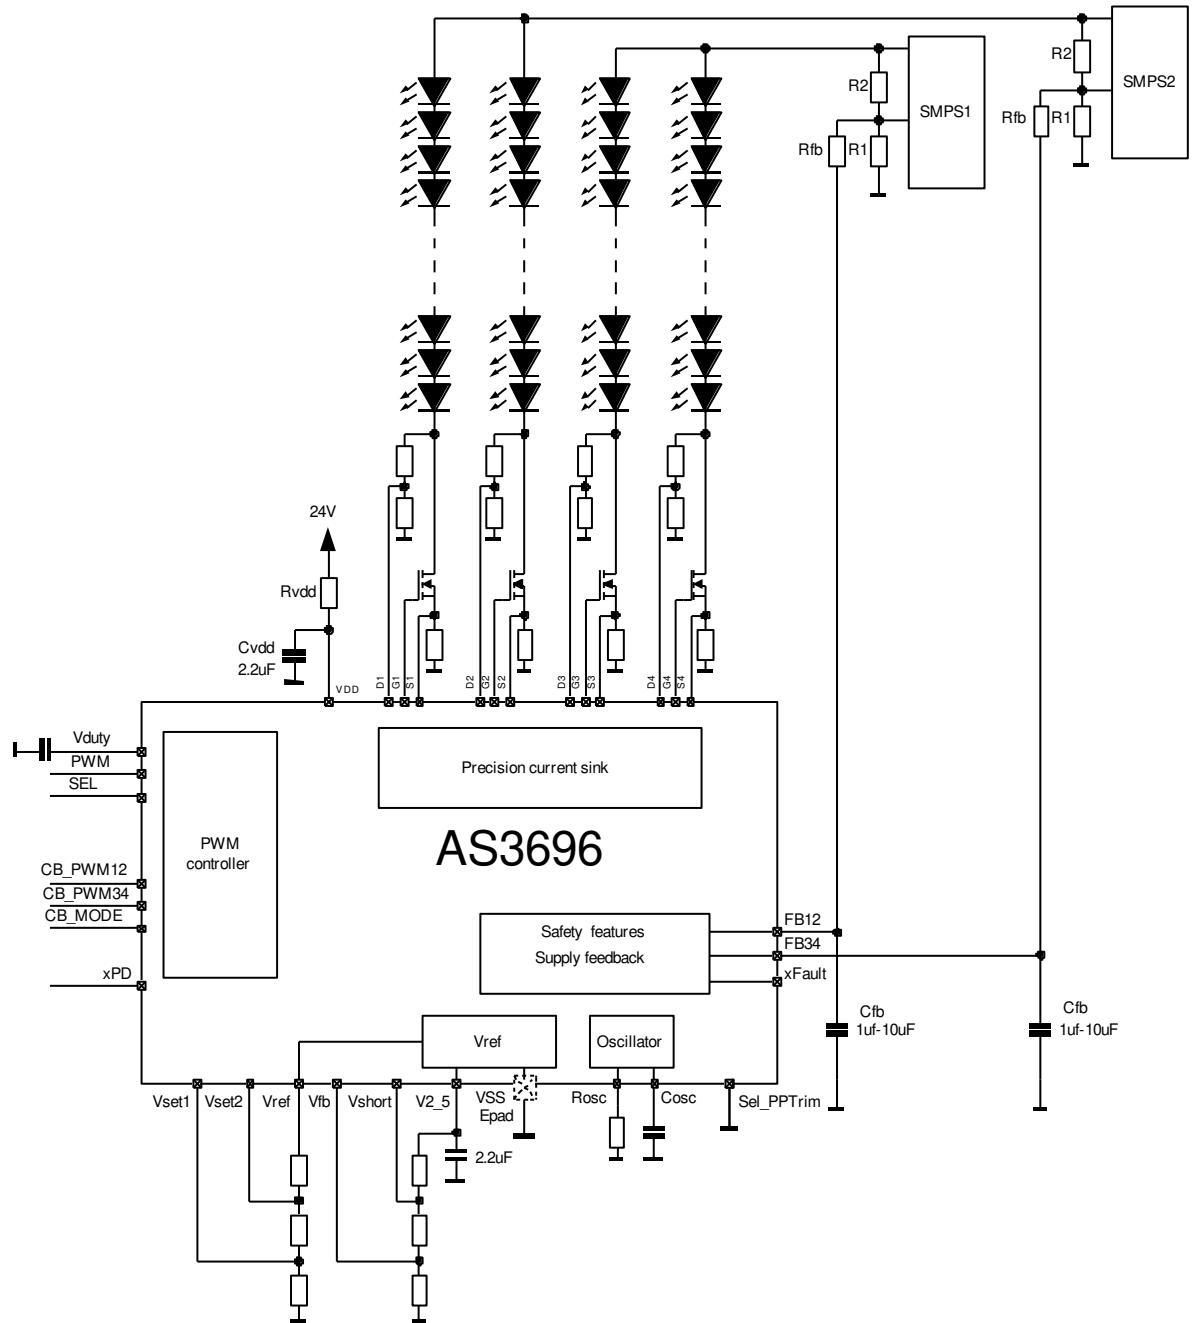 R2
SMPS2
R2
SMPS1
Rfb
R1
Rfb
R1
24V
Rvdd
Cvdd
2.2uF
VDD
D1
G1
S1
D2
G2
S2
D3
G3
S3
D4
G4
S4
Vduty
PWM
SEL
Precision current sink
PWM
controller
AS3696
CB_PWM12
CB_PWM34
CB_MODE
xPD
Safety features
Supply feedback
FB12
FB34
xFault
Cfb
1uf-10uF
Cfb
1uf-10uF
Vref
Oscillator
Vset1
Vset2
Vref
Vfb
Vshort
V2_5
VSS
Epad
Rosc
Cosc
Sel_PPTrim
2.2uF